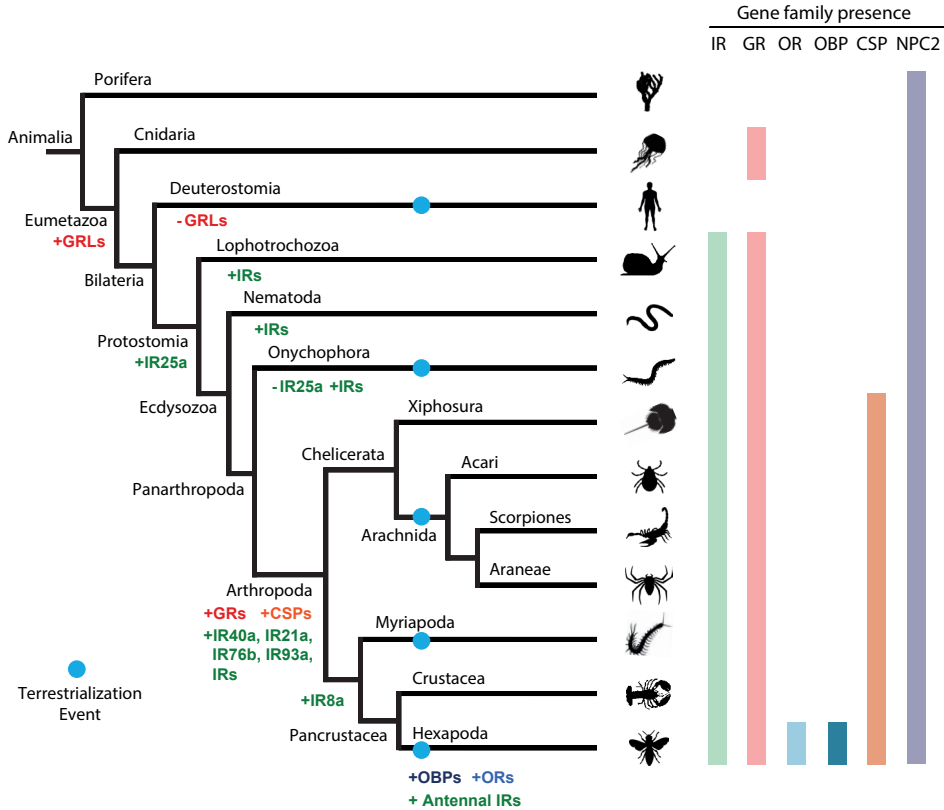 Gene family presence
IR GR OR OBP CSP NPC2
Porifera
Animalia
Cnidaria
Deuterostomia
- GRLs
Eumetazoa
+GRLs
Lophotrochozoa
+IRs
Bilateria
Nematoda
+IRs
Protostomia
+IR25a
Onychophora
- IR25a +IRs
Ecdysozoa
Xiphosura
Chelicerata
Acari
Panarthropoda
Scorpiones
Arachnida
Araneae
Arthropoda
+GRs +CSPs
+IR40a, IR21a,
IR76b, IR93a,
IRs
Myriapoda
Terrestrialization
Event
+IR8a
Crustacea
Pancrustacea
Hexapoda
+OBPs +ORs
+ Antennal IRs